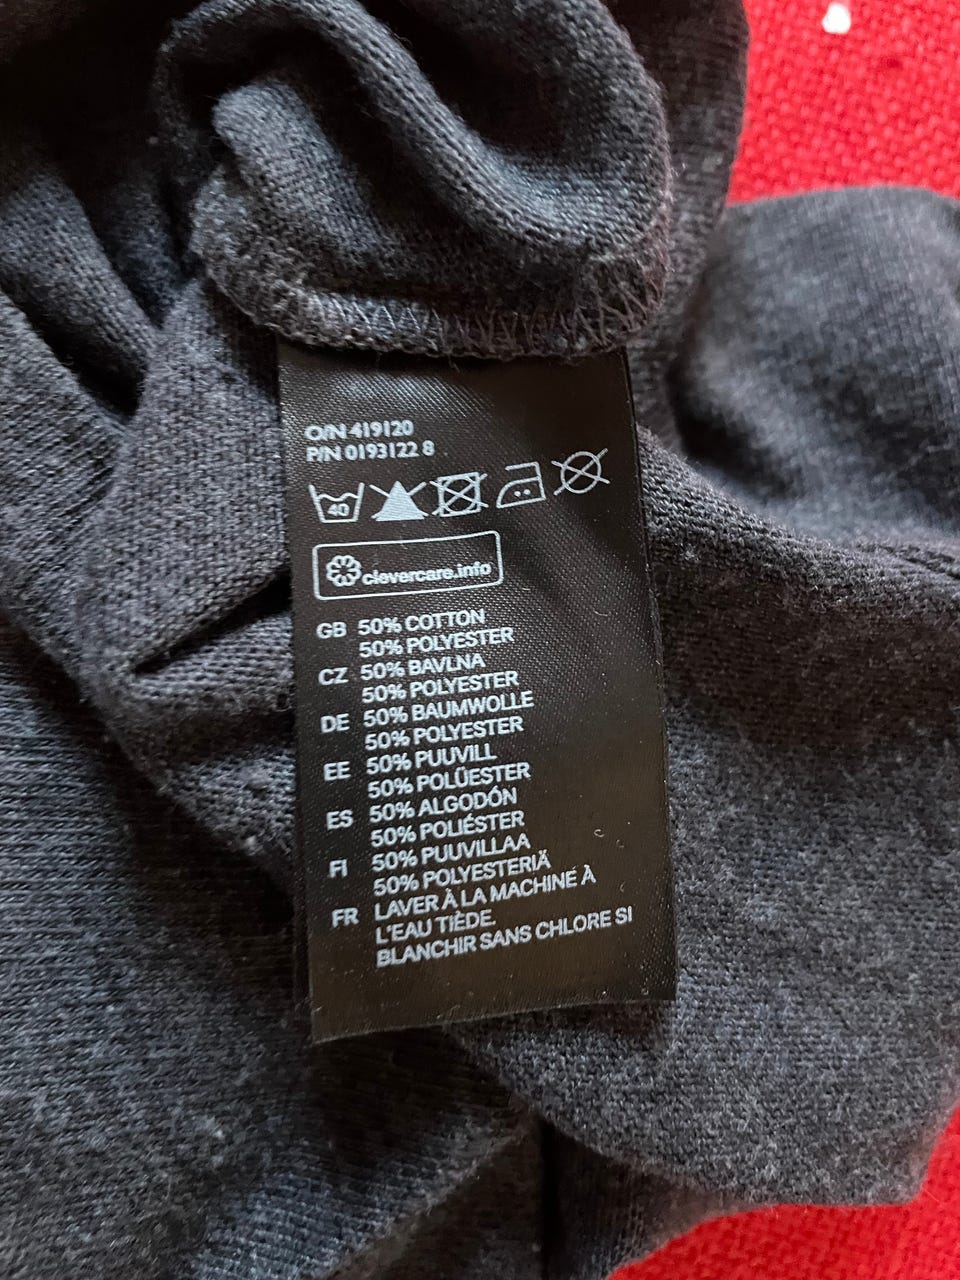 O/N 419120
P/N 0193122 8
40
clevercare.info
GB 50% COTTON
50% POLYESTER
CZ 50% BAVLNA
50% POLYESTER
DE 50% BAUMWOLLE
50% POLYESTER
EE 50% PUUVILL
50% POLÜESTER
ES 50% ALGODÓN
50% POLIÉSTER
FI 50% PUUVILLAA
50% POLYESTERIÄ
FR LAVER À LA MACHINE À
L'EAU TIÈDE.
BLANCHIR SANS CHLORE SI